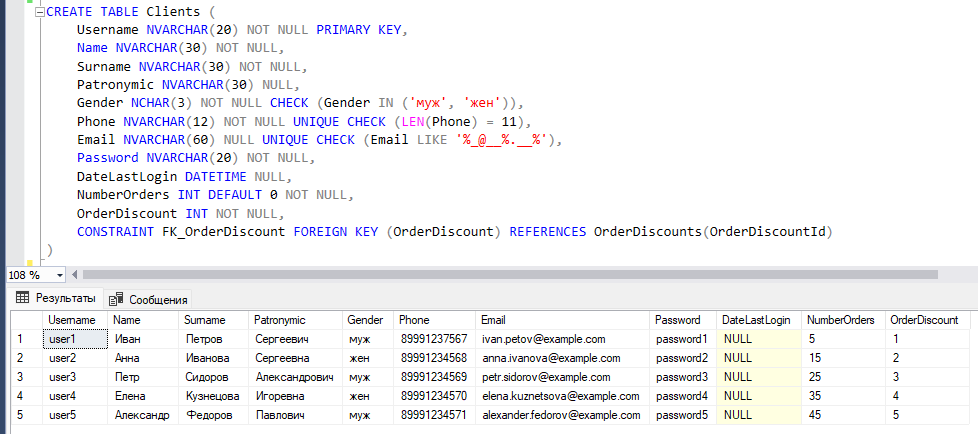 CREATE TABLE Clients (
Username NVARCHAR(20) NOT NULL PRIMARY KEY,
Name NVARCHAR(30) NOT NULL,
Surname NVARCHAR(30) NOT NULL,
Patronymic NVARCHAR(30) NULL,
Gender NCHAR(3) NOT NULL CHECK (Gender IN ('муж', 'жен')),
Phone NVARCHAR(12) NOT NULL UNIQUE CHECK (LEN(Phone) = 11),
Email NVARCHAR(60) NULL UNIQUE CHECK (Email LIKE '%_@__%.__%'),
Password NVARCHAR(20) NOT NULL,
DateLastLogin DATETIME NULL,
NumberOrders INT DEFAULT 0 NOT NULL,
OrderDiscount INT NOT NULL,
CONSTRAINT FK_OrderDiscount FOREIGN KEY (OrderDiscount) REFERENCES OrderDiscounts(OrderDiscountId)
)
108 %
Результаты Сообщения
Username Name Surname Patronymic Gender Phone Email Password DateLastLogin NumberOrders OrderDiscount
1 user1 Иван Петров Сергеевич муж 89991237567 ivan.petov@example.com password1 NULL 5 1
2 user2 Анна Иванова Сергеевна жен 89991234568 anna.ivanova@example.com password2 NULL 15 2
3 user3 Петр Сидоров Александрович муж 89991234569 petr.sidorov@example.com password3 NULL 25 3
4 user4 Елена Кузнецова Игоревна жен 89991234570 elena.kuznetsova@example.com password4 NULL 35 4
5 user5 Александр Федоров Павлович муж 89991234571 alexander.fedorov@example.com password5 NULL 45 5